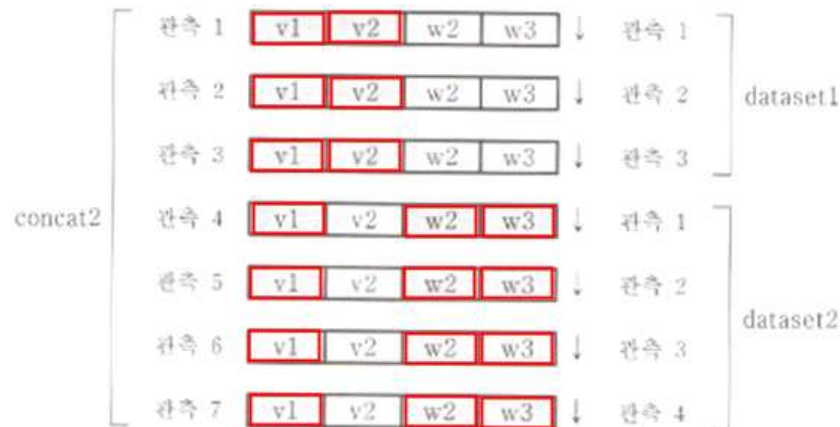 관측 1 v1 v2 w2 w3 ↓ 관측 1
관측 2 v1 v2 w2 w3 ↓ 관측 2 dataset1
관측 3 v1 v2 w2 w3 ↓ 관측 3
concat2 관측 4 v1 v2 w2 w3 ↓ 관측 1
관측 5 v1 v2 w2 w3 ↓ 관측 2
dataset2
관측 6 v1 v2 w2 w3 ↓ 관측 3
관측 7 v1 v2 w2 w3 ↓ 관측 4